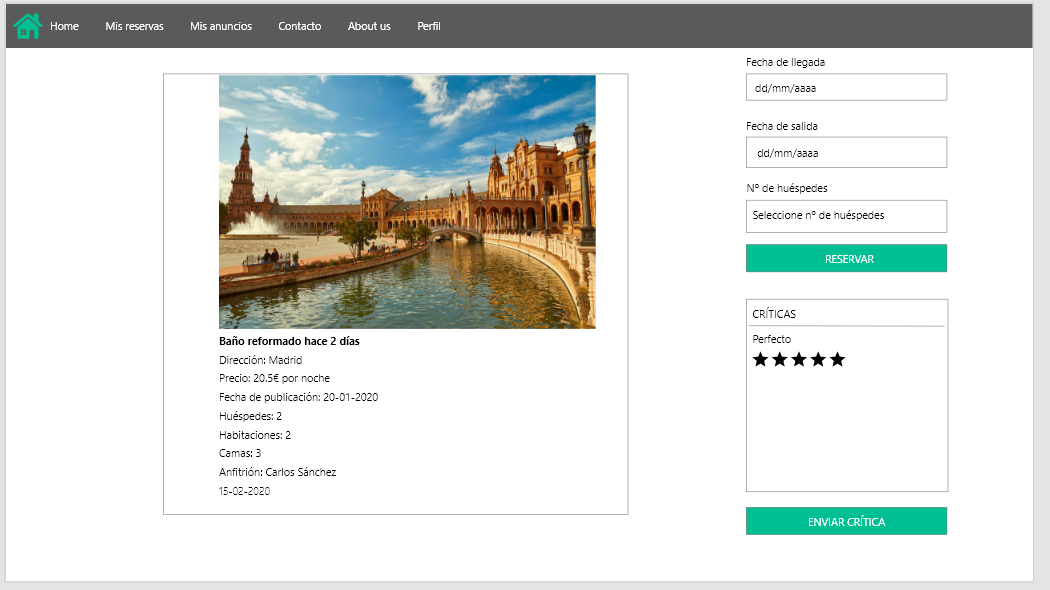 Home Mis reservas Mis anuncios Contacto About us Perfil
Baño reformado hace 2 días
Dirección: Madrid
Precio: 20.5€ por noche
Fecha de publicación: 20-01-2020
Huéspedes: 2
Habitaciones: 2
Camas: 3
Anfitrión: Carlos Sánchez
15-02-2020
Fecha de llegada
dd/mm/aaaa
Fecha de salida
dd/mm/aaaa
Nº de huéspedes
Seleccione nº de huéspedes
RESERVAR
CRÍTICAS
Perfecto
ENVIAR CRÍTICA